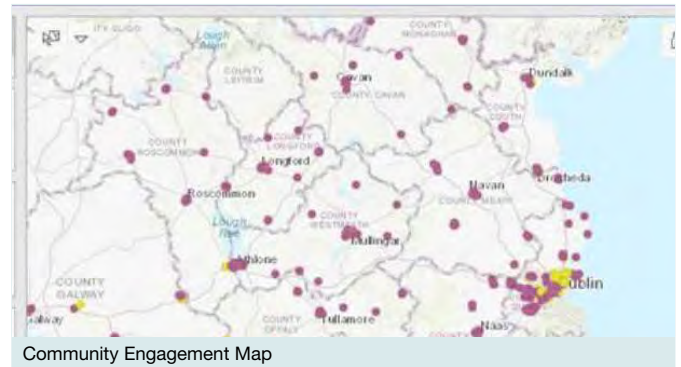 COUNTY
MONAGHAN
Lough
Allen
COUNTY
LEITRIM
Cavan
COUNTY CAVAN
Dundalk
COUNTY
LOUTH
COUNTY
ROSCOMMON
COUNTY
LONGFORD
Longford
Roscommon
Navan
COUNTY MEATH
Drogheda
Lough
Ree
COUNTY
WESTMEATH
Mullingar
Athlone
COUNTY
GALWAY
Dublin
Galway
COUNTY
OFFALY
Tullamore
Naas
COUNTY
Community Engagement Map